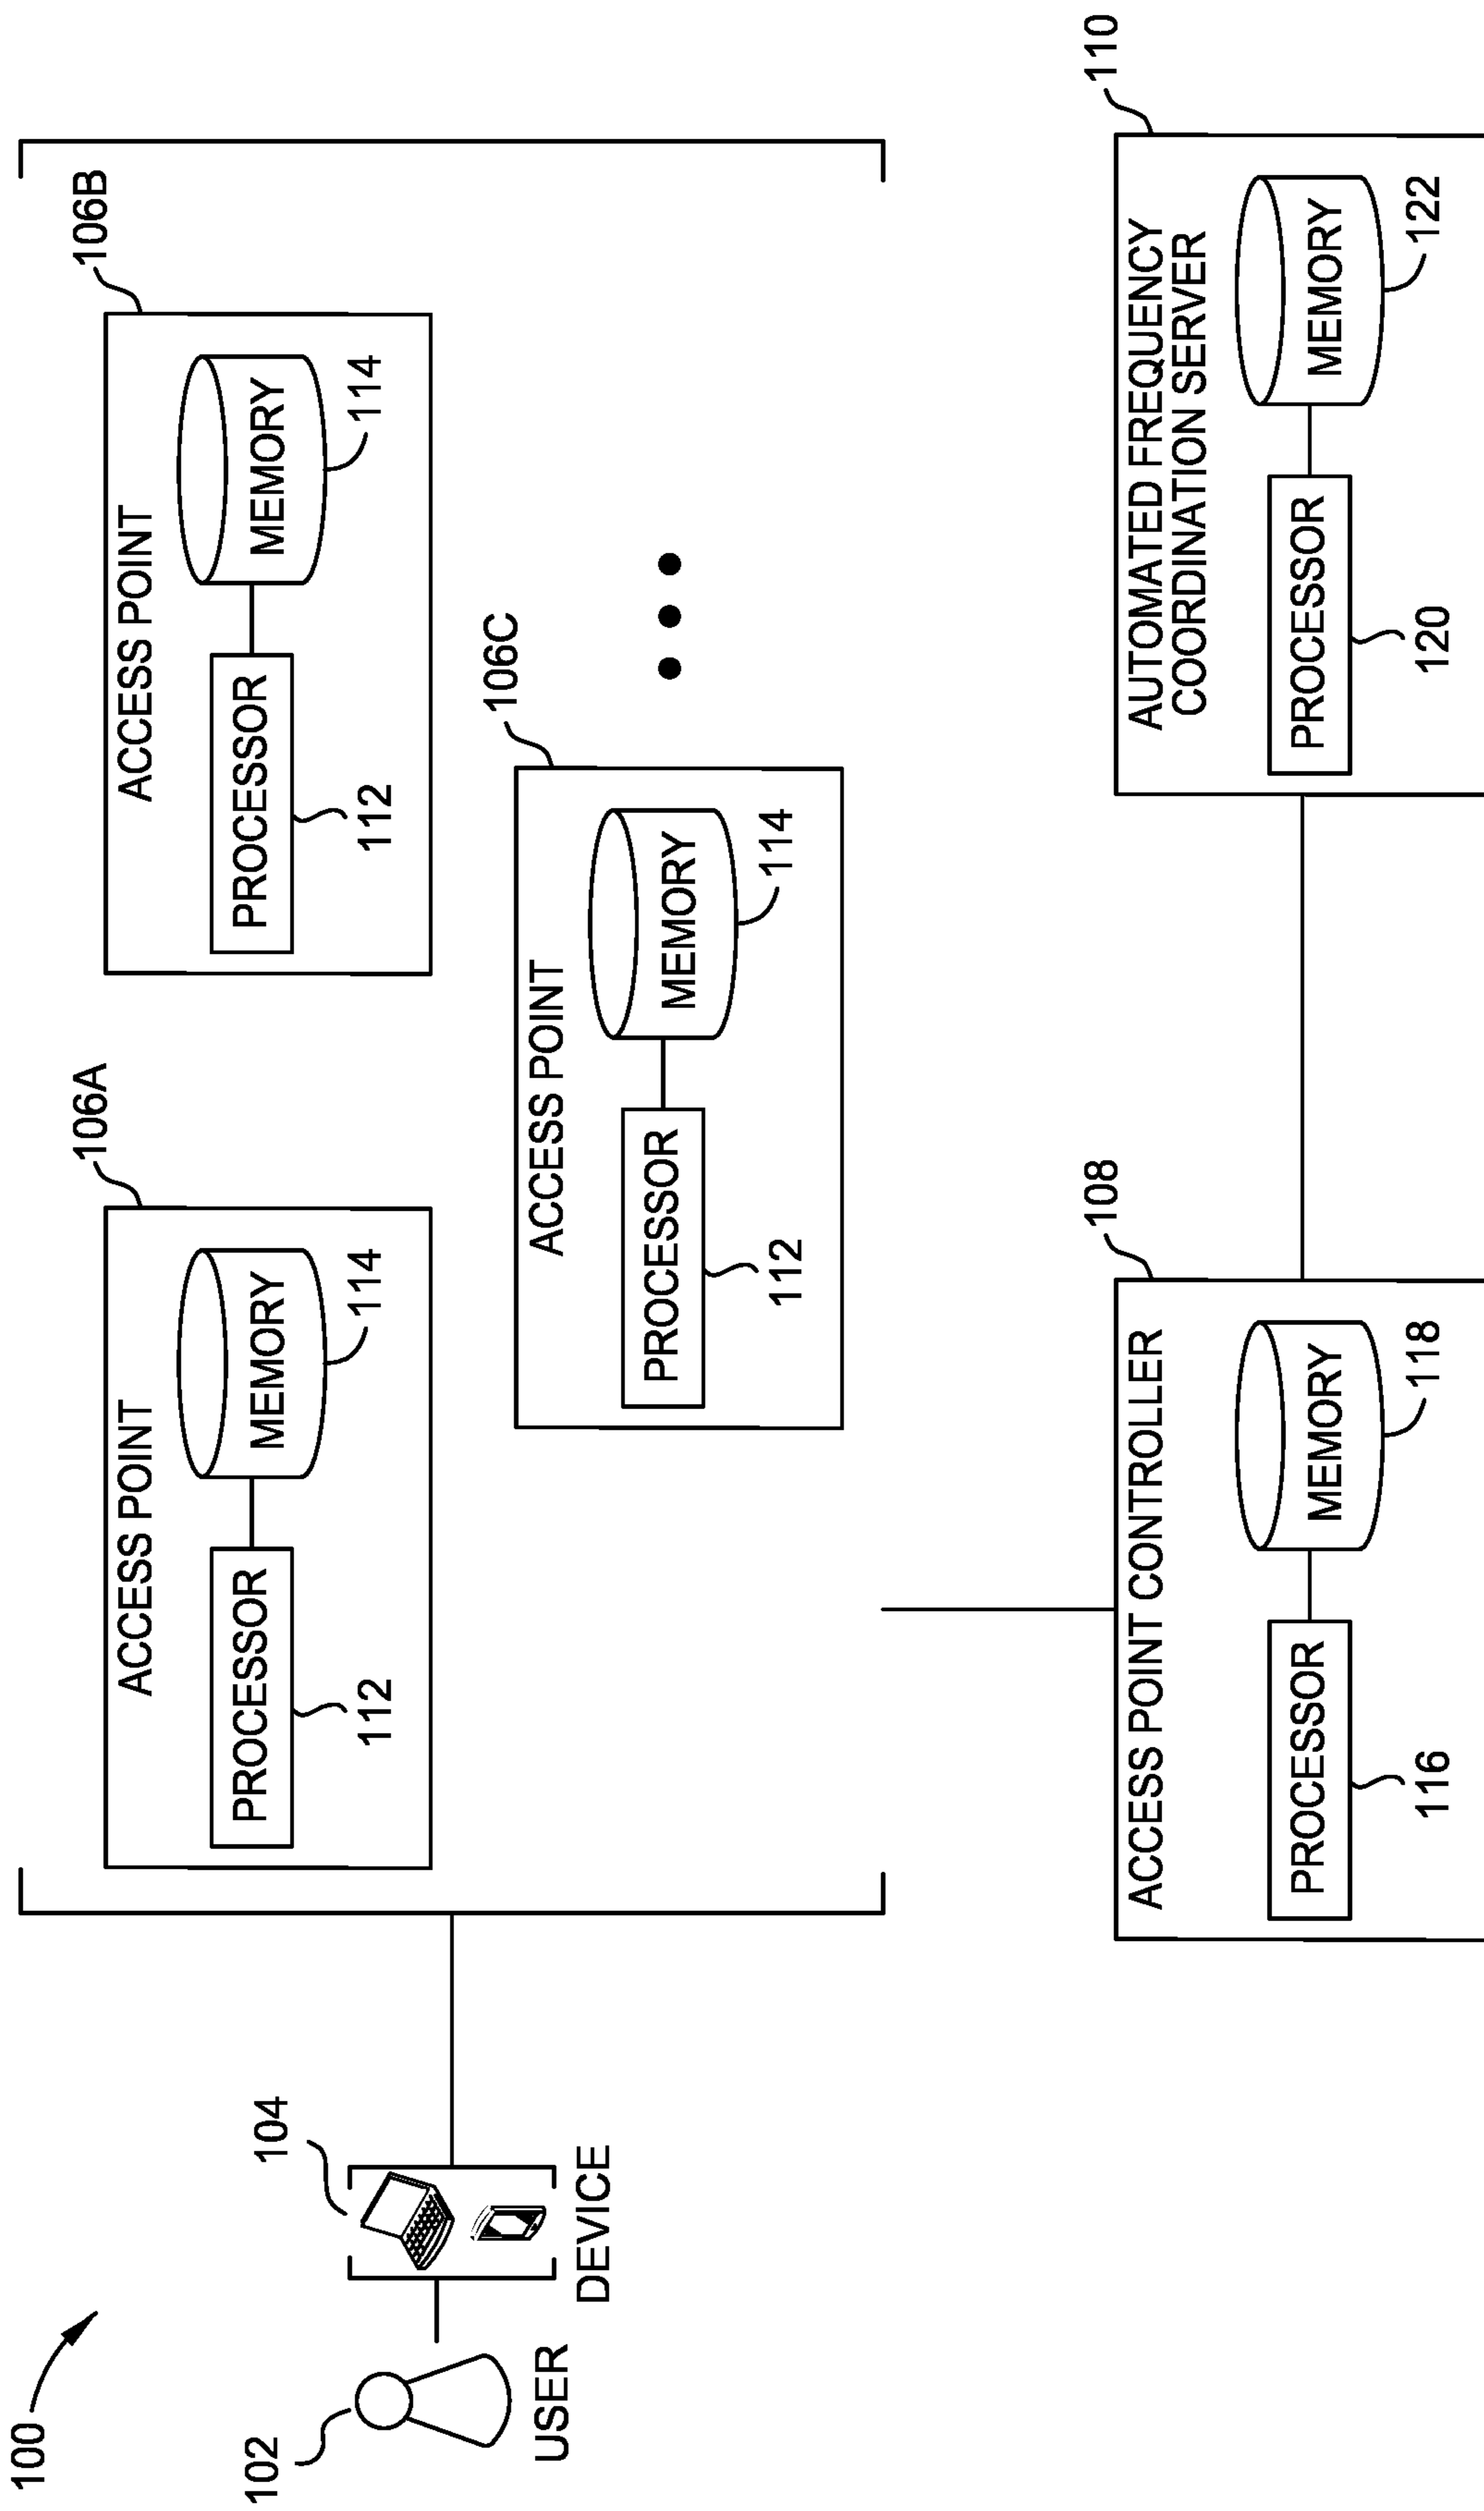 100
102
USER
104
DEVICE
106A
ACCESS POINT
PROCESSOR
MEMORY
112
114
106B
ACCESS POINT
PROCESSOR
MEMORY
112
114
106C
ACCESS POINT
PROCESSOR
MEMORY
112
114
108
ACCESS POINT CONTROLLER
PROCESSOR
MEMORY
116
118
110
AUTOMATED FREQUENCY
COORDINATION SERVER
PROCESSOR
MEMORY
120
122